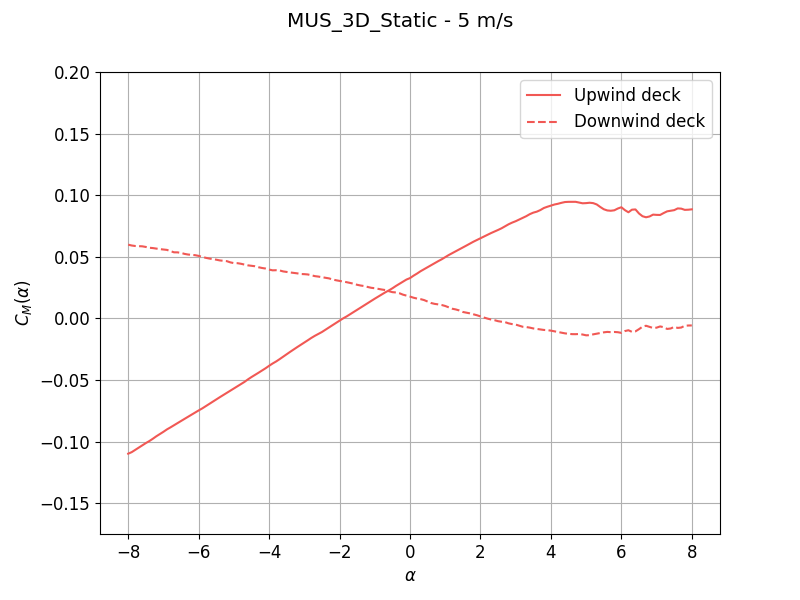 MUS_3D_Static - 5 m/s
0.20
0.15
0.10
0.05
0.00
−0.05
−0.10
−0.15
C_M(α)
Upwind deck
Downwind deck
−8 −6 −4 −2 0 2 4 6 8
α